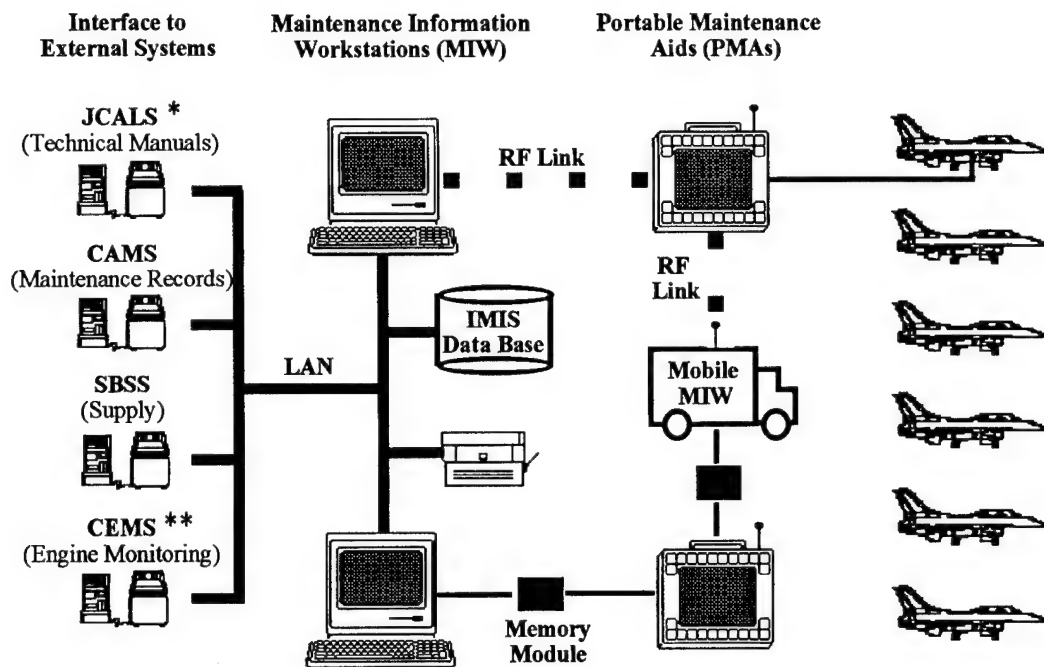 Interface to
External Systems
Maintenance Information
Workstations (MIW)
Portable Maintenance
Aids (PMAs)
JCALS *
(Technical Manuals)
CAMS
(Maintenance Records)
SBSS
(Supply)
CEMS **
(Engine Monitoring)
LAN
IMIS
Data Base
RF Link
RF
Link
Mobile
MIW
Memory
Module